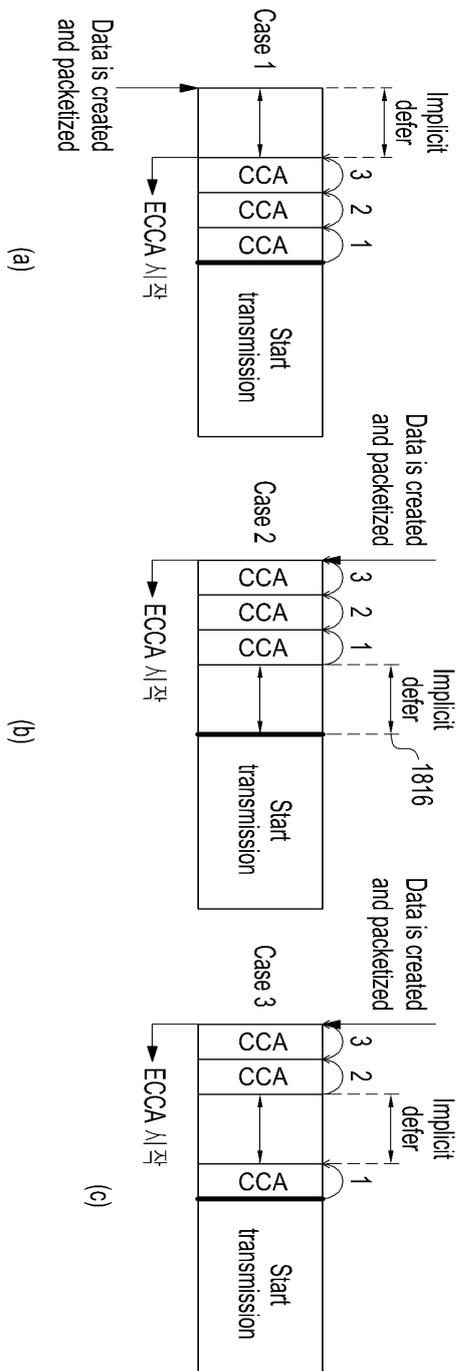 Implicit
defer
3
2
1
Case 1
CCA
CCA
CCA
Start
transmission
Data is created
and packetized
ECCA 시작
(a)
Data is created
and packetized
Implicit
defer
1816
3
2
1
Case 2
CCA
CCA
CCA
Start
transmission
ECCA 시작
(b)
Data is created
and packetized
Implicit
defer
3
2
1
Case 3
CCA
CCA
CCA
Start
transmission
ECCA 시작
(c)